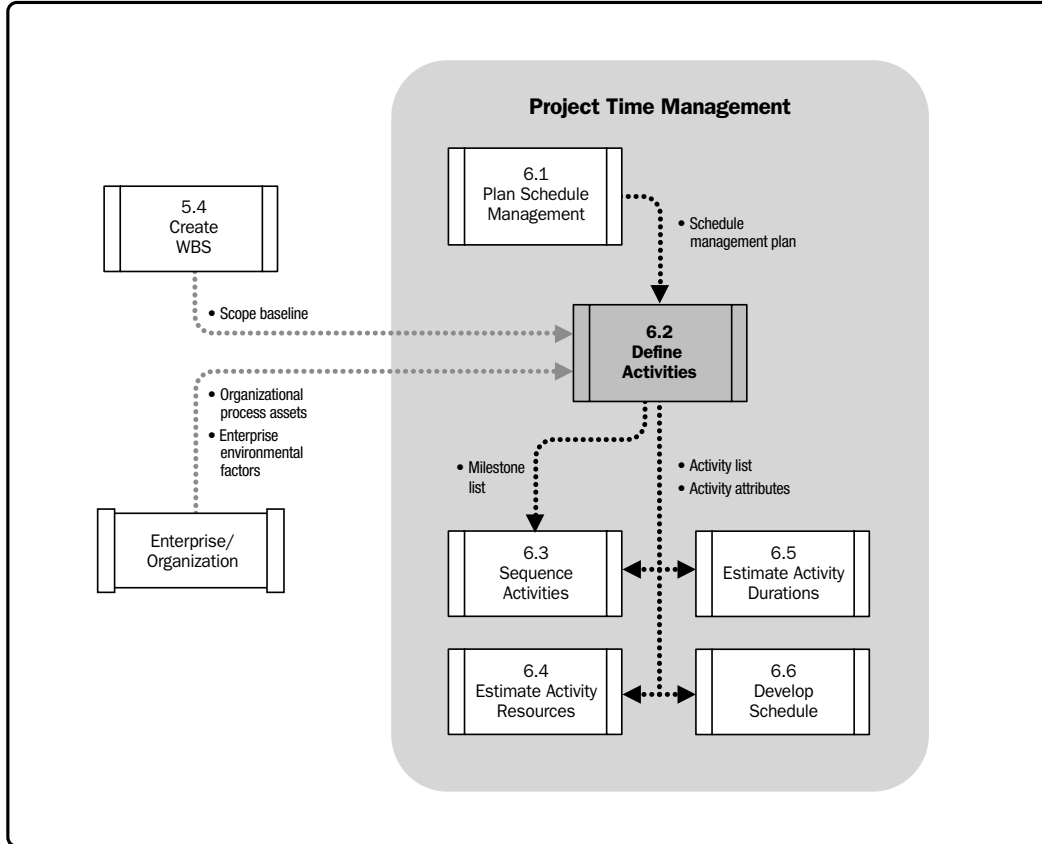 Project Time Management
6.1
Plan Schedule
Management
5.4
Create
WBS
• Schedule
management plan
• Scope baseline
6.2
Define
Activities
• Organizational
process assets
• Enterprise
environmental
factors
• Milestone
list
• Activity list
• Activity attributes
Enterprise/
Organization
6.3
Sequence
Activities
6.5
Estimate Activity
Durations
6.4
Estimate Activity
Resources
6.6
Develop
Schedule